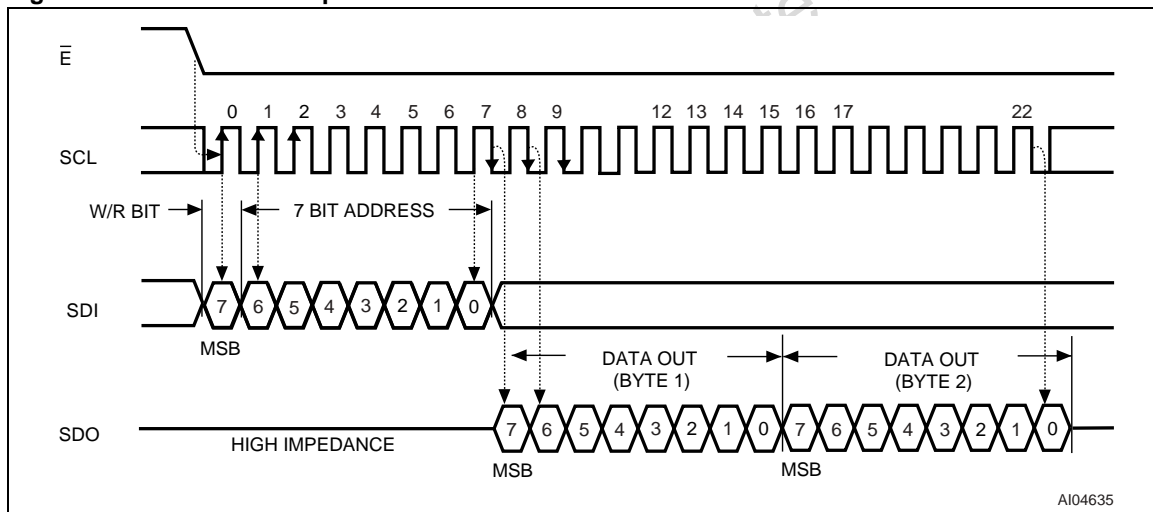 E̅
0 1 2 3 4 5 6 7 8 9 12 13 14 15 16 17 22
SCL
W/R BIT 7 BIT ADDRESS
SDI 7 6 5 4 3 2 1 0
MSB
DATA OUT DATA OUT
(BYTE 1) (BYTE 2)
SDO HIGH IMPEDANCE 7 6 5 4 3 2 1 0 7 6 5 4 3 2 1 0
MSB MSB
AI04635